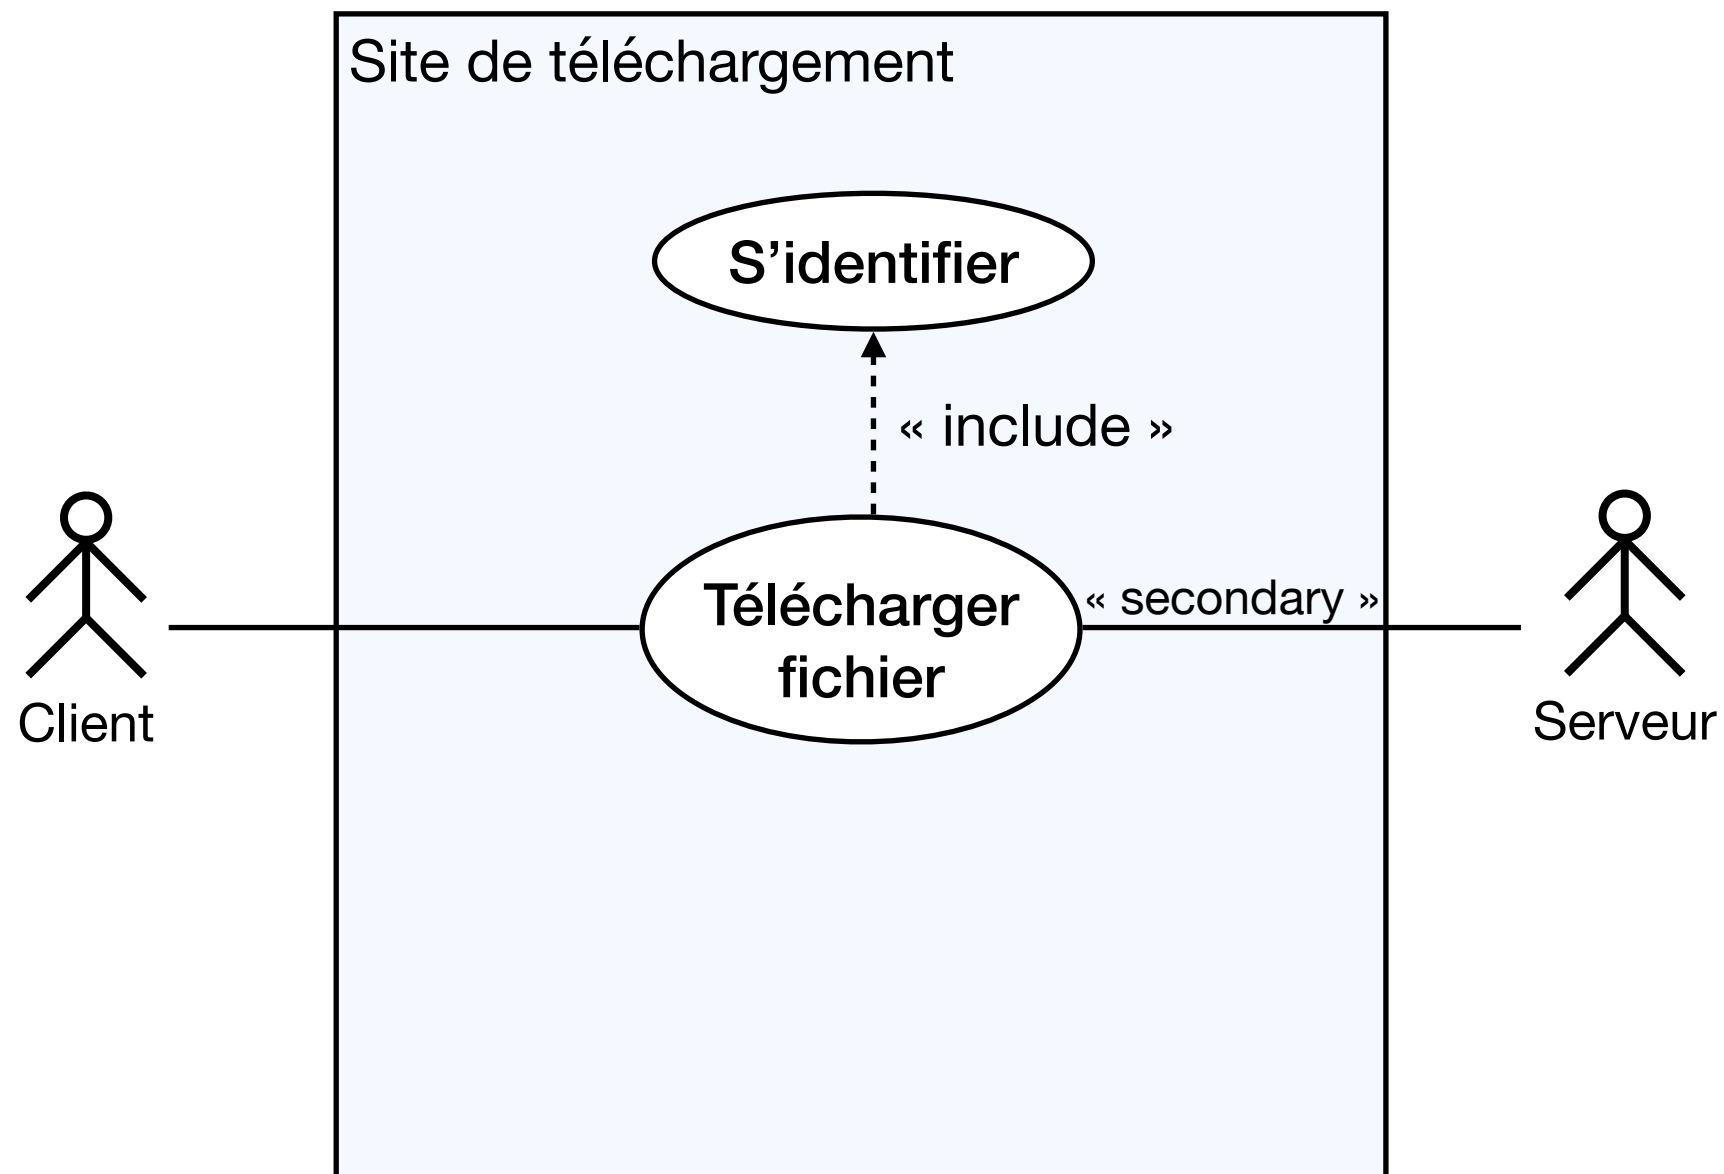 Site de téléchargement
S’identifier
« include »
Télécharger
fichier
« secondary »
Client
Serveur